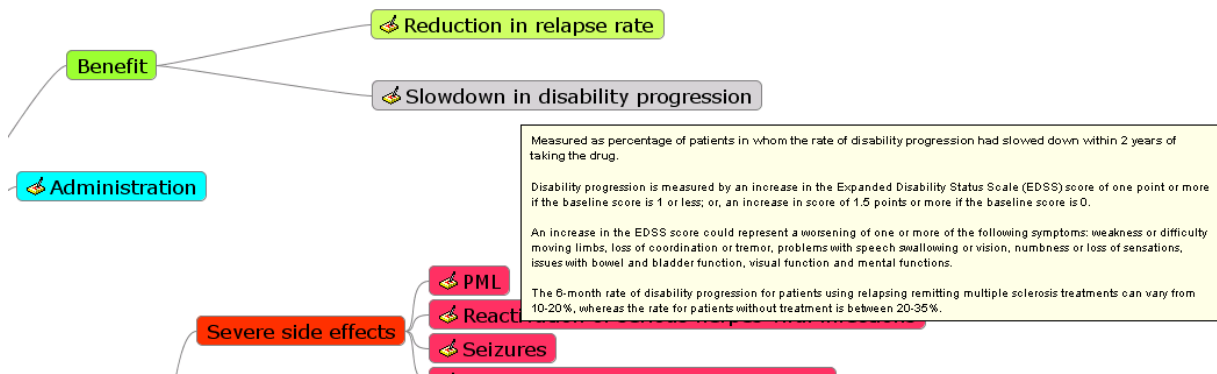 Reduction in relapse rate
Benefit
Slowdown in disability progression
Measured as percentage of patients in whom the rate of disability progression had slowed down within 2 years of
taking the drug.
Administration
Disability progression is measured by an increase in the Expanded Disability Status Scale (EDSS) score of one point or more
if the baseline score is 1 or less; or, an increase in score of 1.5 points or more if the baseline score is 0.
An increase in the EDSS score could represent a worsening of one or more of the following symptoms: weakness or difficulty
moving limbs, loss of coordination or tremor, problems with speech swallowing or vision, numbness or loss of sensations,
issues with bowel and bladder function, visual function and mental functions.
The 6-month rate of disability progression for patients using relapsing remitting multiple sclerosis treatments can vary from
10-20%, whereas the rate for patients without treatment is between 20-35%.
PML
Severe side effects
Seizures